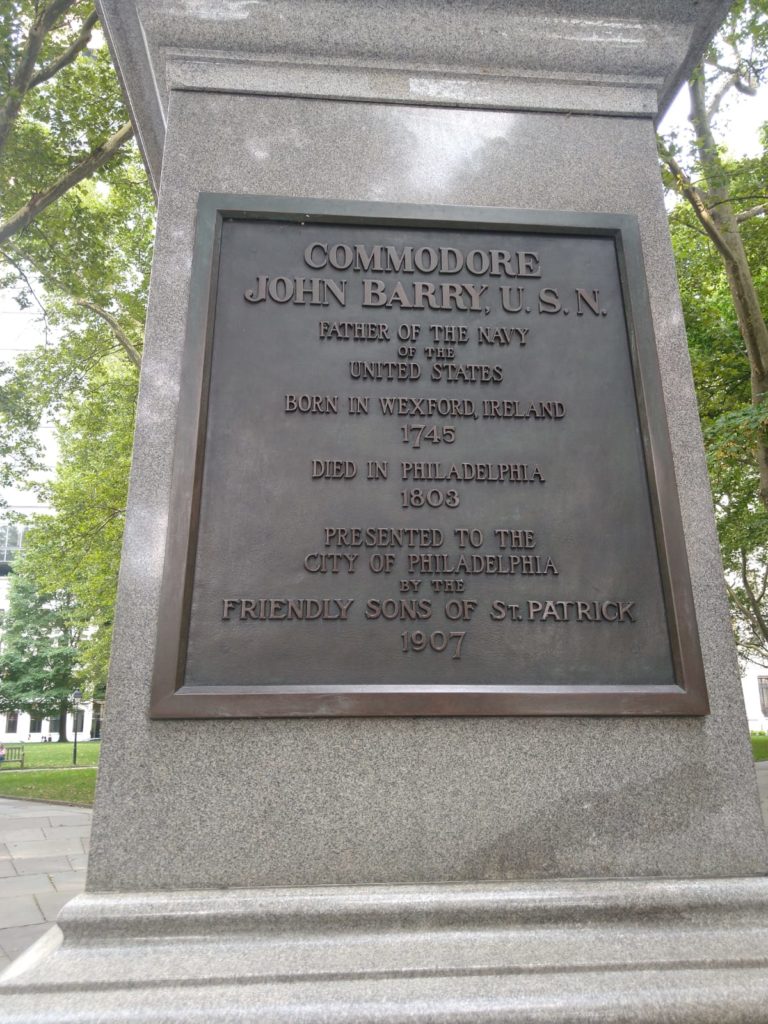 COMMODORE
JOHN BARRY, U.S.N.
FATHER OF THE NAVY
OF THE
UNITED STATES
BORN IN WEXFORD, IRELAND
1745
DIED IN PHILADELPHIA
1803
PRESENTED TO THE
CITY OF PHILADELPHIA
BY THE
FRIENDLY SONS OF ST. PATRICK
1907